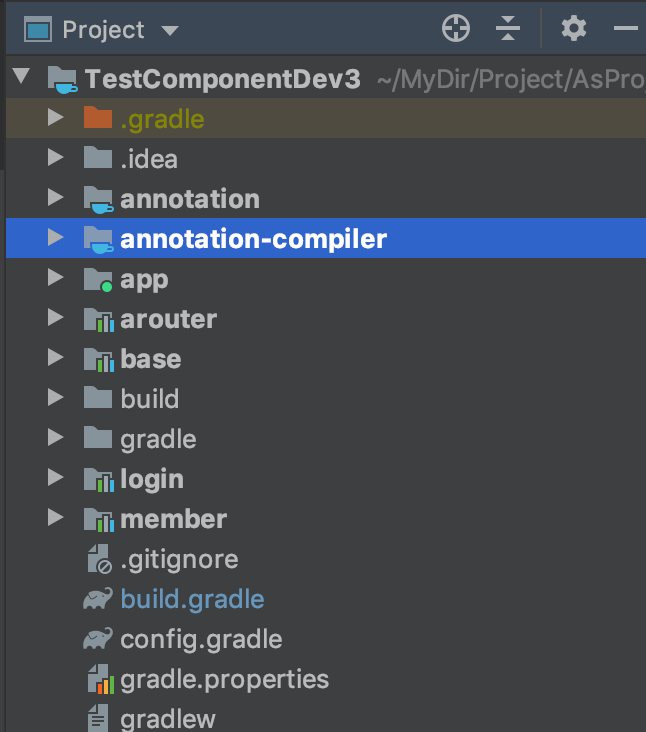 Project
TestComponentDev3 ~/MyDir/Project/AsPro
.gradle
.idea
annotation
annotation-compiler
app
arouter
base
build
gradle
login
member
.gitignore
build.gradle
config.gradle
gradle.properties
gradlew